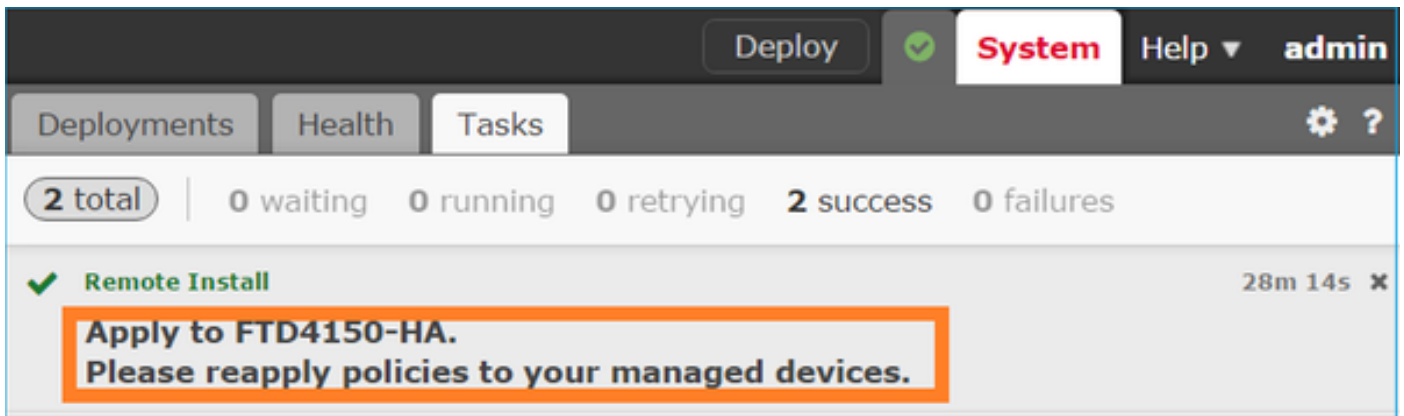 Deploy System Help admin
Deployments Health Tasks ?
2 total 0 waiting 0 running 0 retrying 2 success 0 failures
Remote Install 28m 14s
Apply to FTD4150-HA.
Please reapply policies to your managed devices.